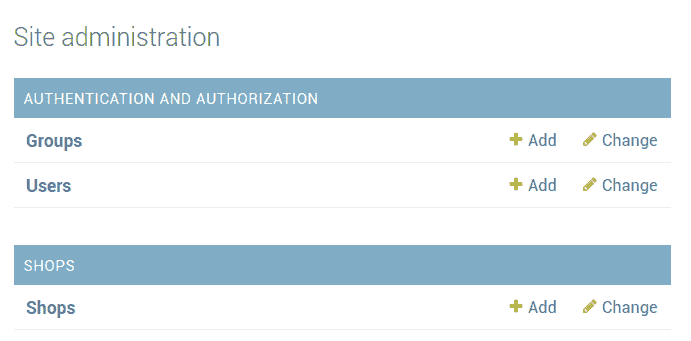 Site administration
AUTHENTICATION AND AUTHORIZATION
Groups Add Change
Users Add Change
SHOPS
Shops Add Change